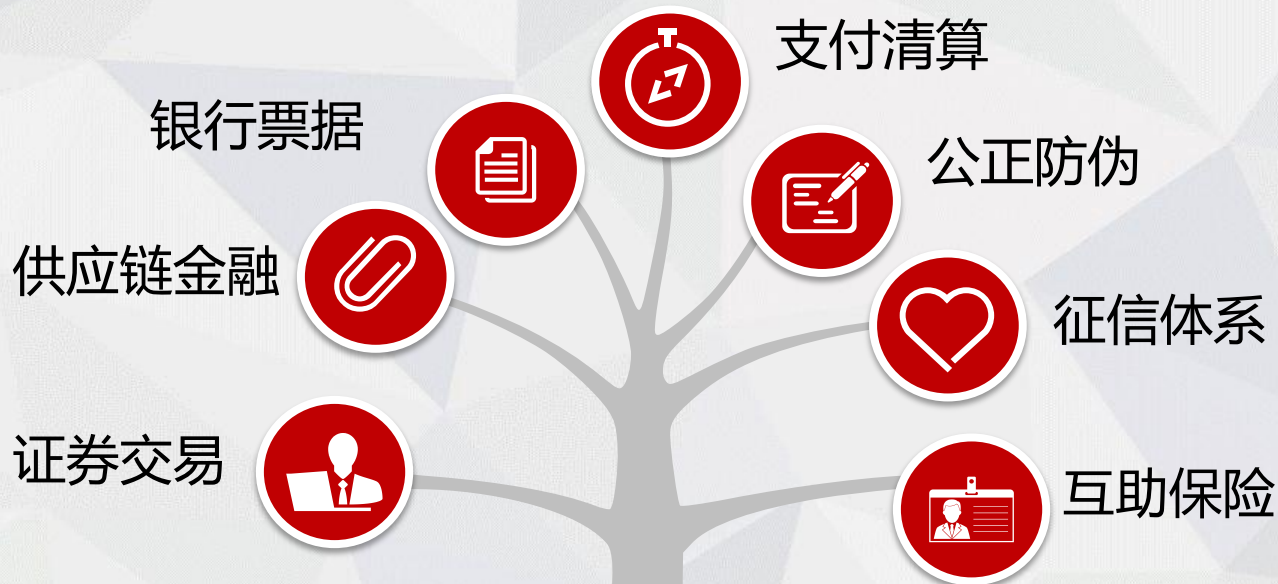 支付清算
银行票据
公正防伪
供应链金融
征信体系
证券交易
互助保险